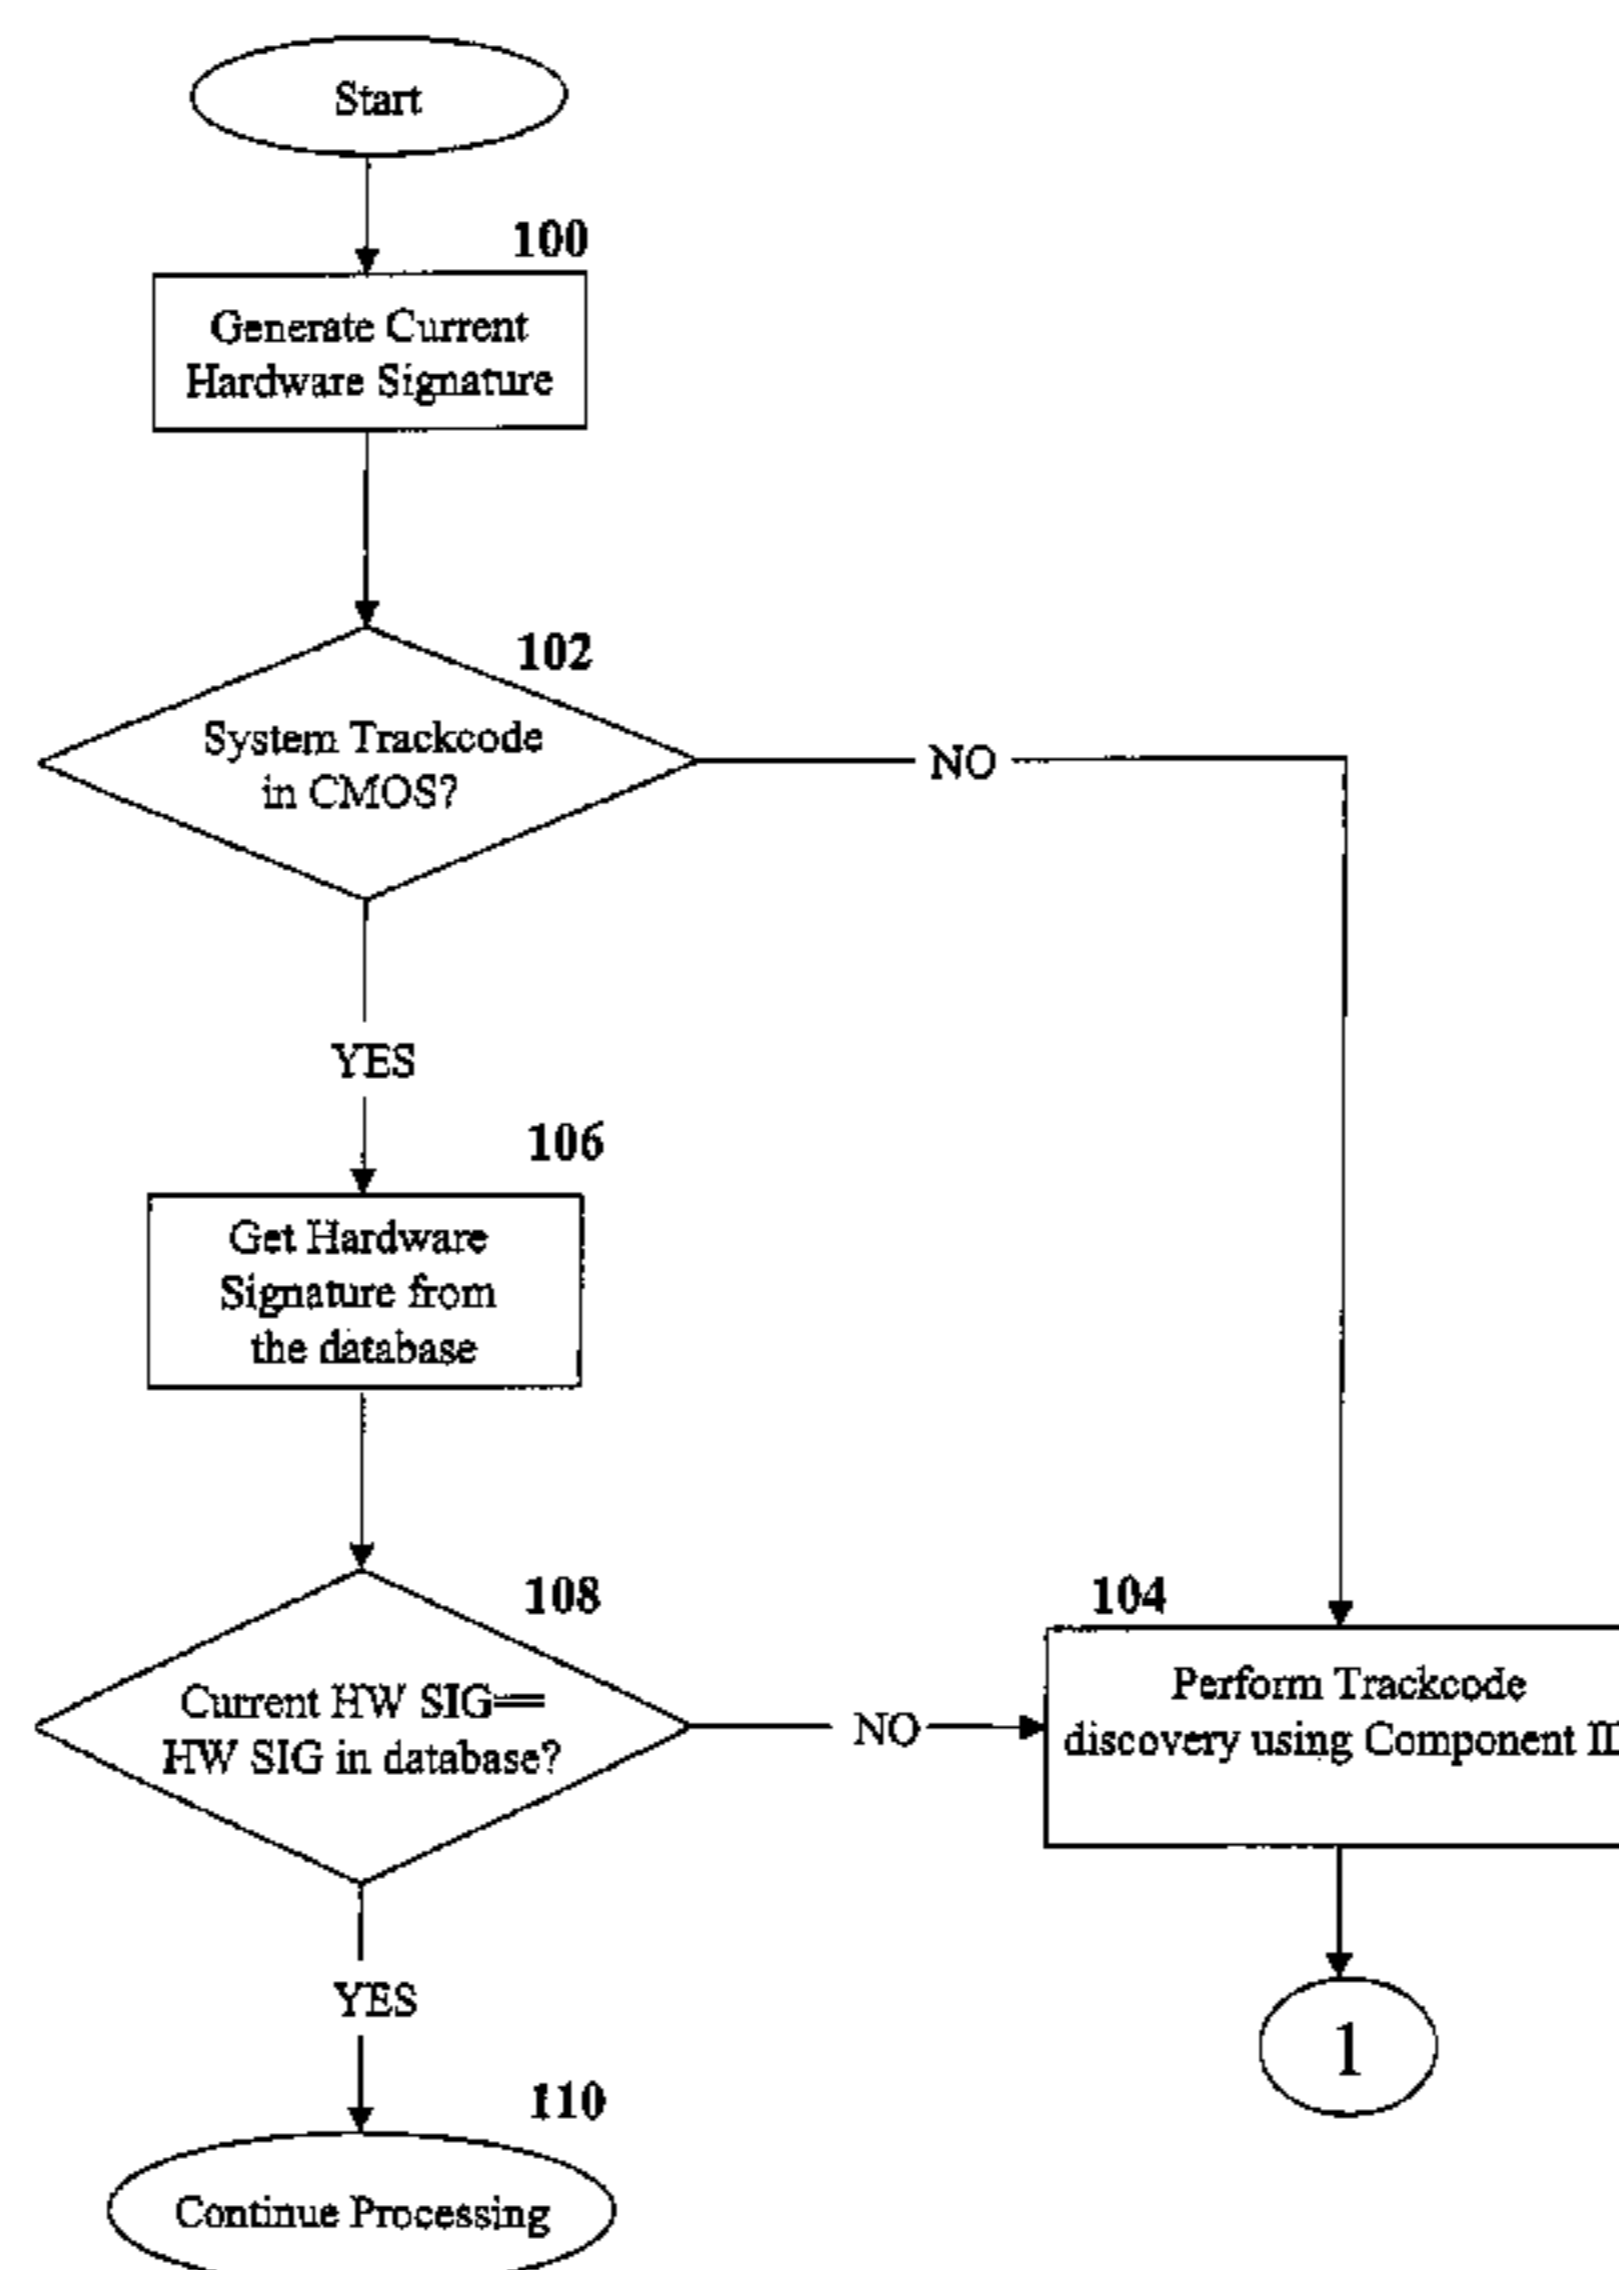 Start
100
Generate Current
Hardware Signature
102
System Trackcode
in CMOS?
NO
YES
106
Get Hardware
Signature from
the database
108
Current HW SIG==
HW SIG in database?
NO
104
Perform Trackcode
discovery using Component
1
YES
110
Continue Processing